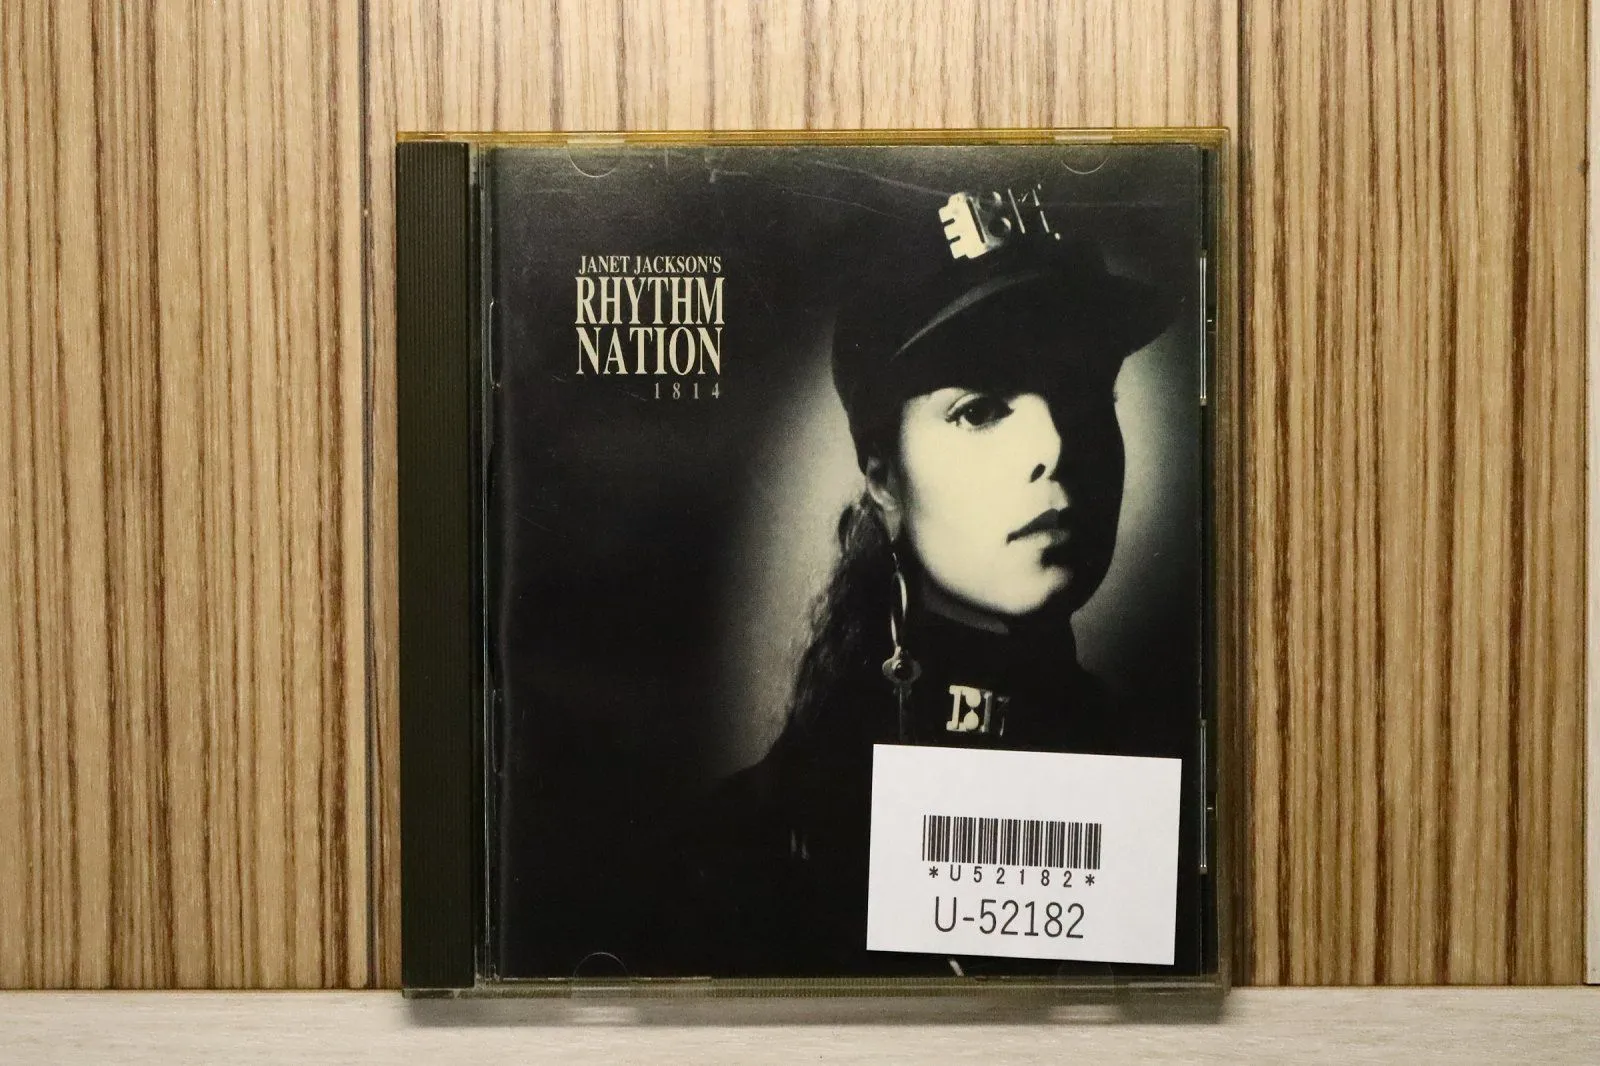 JANET JACKSON'S
RHYTHM
NATION
1814
*U52182*
U-52182